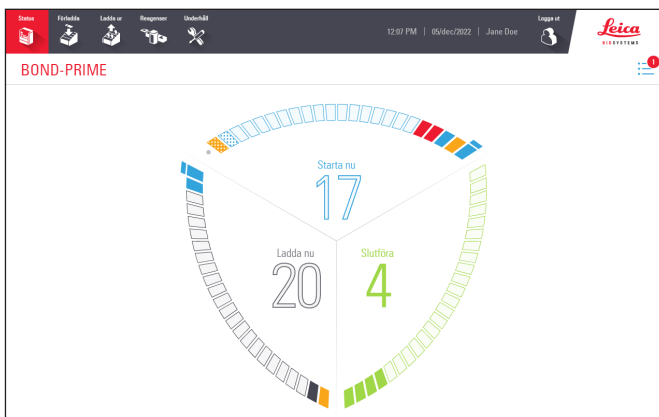 Status
Förladda
Ladda ur
Reagenser
Underhåll
12:07 PM | 05/dec/2022 | Jane Doe
Logga ut
Leica
BIOSYSTEMS
BOND-PRIME
1
Starta nu
17
Ladda nu
20
Slutföra
4